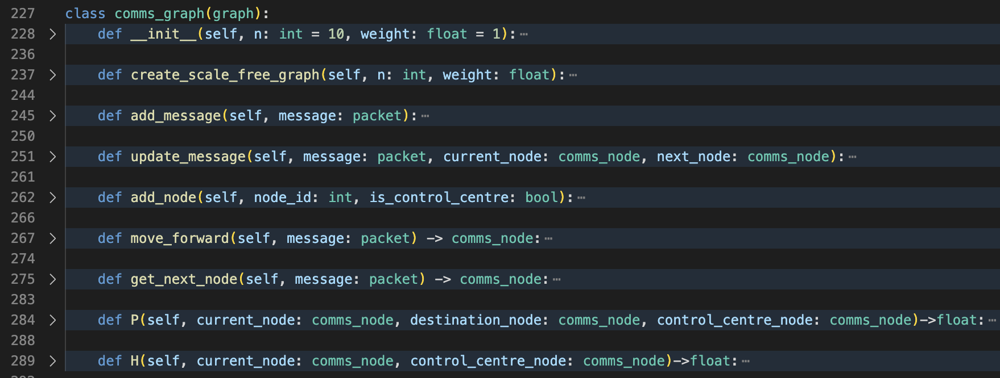 227 class comms_graph(graph):
228 > def __init__(self, n: int = 10, weight: float = 1):⋯
236
237 > def create_scale_free_graph(self, n: int, weight: float):⋯
244
245 > def add_message(self, message: packet):⋯
250
251 > def update_message(self, message: packet, current_node: comms_node, next_node: comms_node):⋯
261
262 > def add_node(self, node_id: int, is_control_centre: bool):⋯
266
267 > def move_forward(self, message: packet) -> comms_node:⋯
274
275 > def get_next_node(self, message: packet) -> comms_node:⋯
283
284 > def P(self, current_node: comms_node, destination_node: comms_node, control_centre_node: comms_node)->float:⋯
288
289 > def H(self, current_node: comms_node, control_centre_node: comms_node)->float:⋯